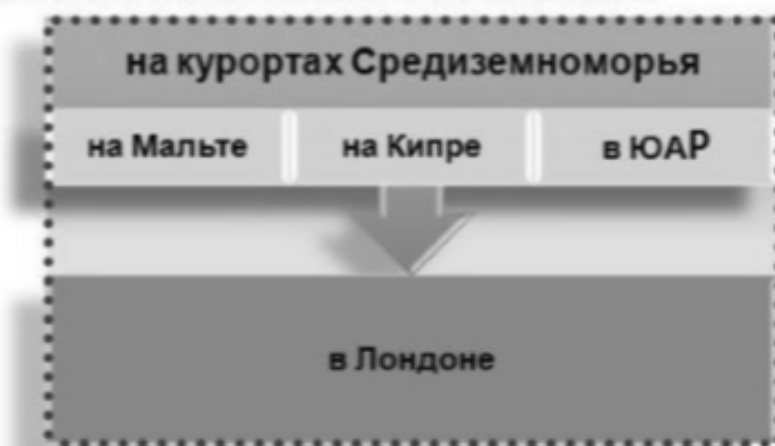 на курортах Средиземноморья
на Мальте на Кипре в ЮАР
в Лондоне